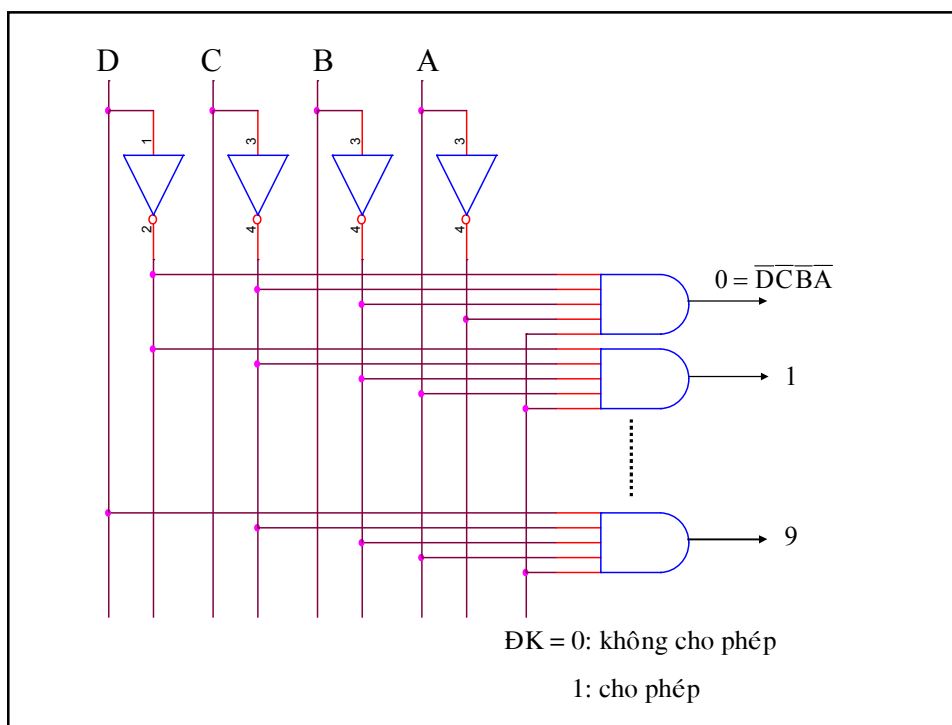 D C B A
1 3 3 3
2 4 4 4
0 = D̅C̅B̅A̅
1
9
ĐK = 0: không cho phép
1: cho phép